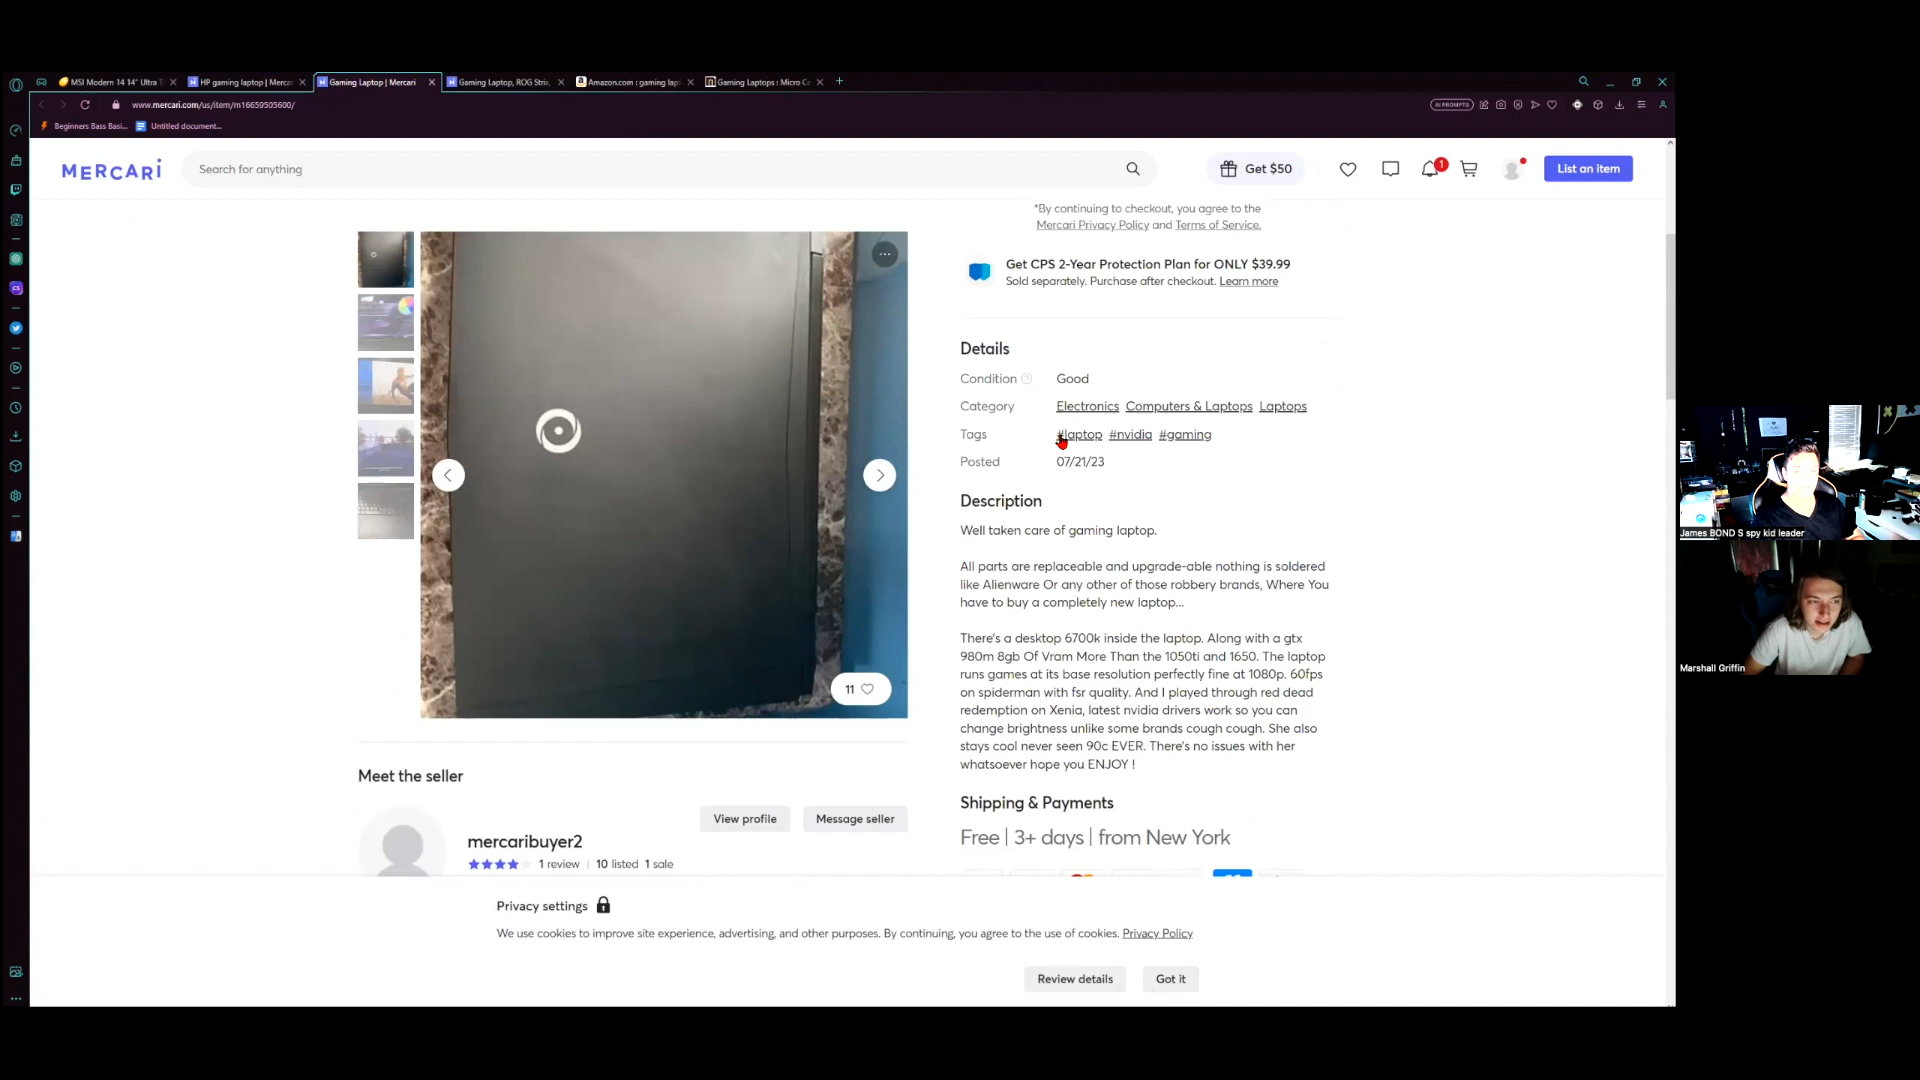 MSI Modern 14 14" Ultra T
HP gaming laptop | Merca
Gaming Laptop | Mercari
Gaming Laptop, ROG Strix,
Amazon.com : gaming lapt
Gaming Laptops : Micro Ce
www.mercari.com/us/item/m16659505600/
AI PROMPTS
Beginners Bass Basi...
Untitled document...
MERCARI
Search for anything
Get $50
1
List an item
*By continuing to checkout, you agree to the
Mercari Privacy Policy and Terms of Service.
Get CPS 2-Year Protection Plan for ONLY $39.99
Sold separately. Purchase after checkout. Learn more
Details
Condition Good
Category Electronics Computers & Laptops Laptops
Tags #laptop #nvidia #gaming
Posted 07/21/23
Description
Well taken care of gaming laptop.
All parts are replaceable and upgrade-able nothing is soldered
like Alienware Or any other of those robbery brands, Where You
have to buy a completely new laptop...
There's a desktop 6700k inside the laptop. Along with a gtx
980m 8gb Of Vram More Than the 1050ti and 1650. The laptop
runs games at its base resolution perfectly fine at 1080p. 60fps
on spiderman with fsr quality. And I played through red dead
redemption on Xenia, latest nvidia drivers work so you can
change brightness unlike some brands cough cough. She also
stays cool never seen 90c EVER. There's no issues with her
whatsoever hope you ENJOY !
11
Meet the seller
View profile
Message seller
mercaribuyer2
1 review | 10 listed 1 sale
Shipping & Payments
Free | 3+ days | from New York
Privacy settings
We use cookies to improve site experience, advertising, and other purposes. By continuing, you agree to the use of cookies. Privacy Policy
Review details
Got it
James BOND S spy kid leader
Marshall Griffin